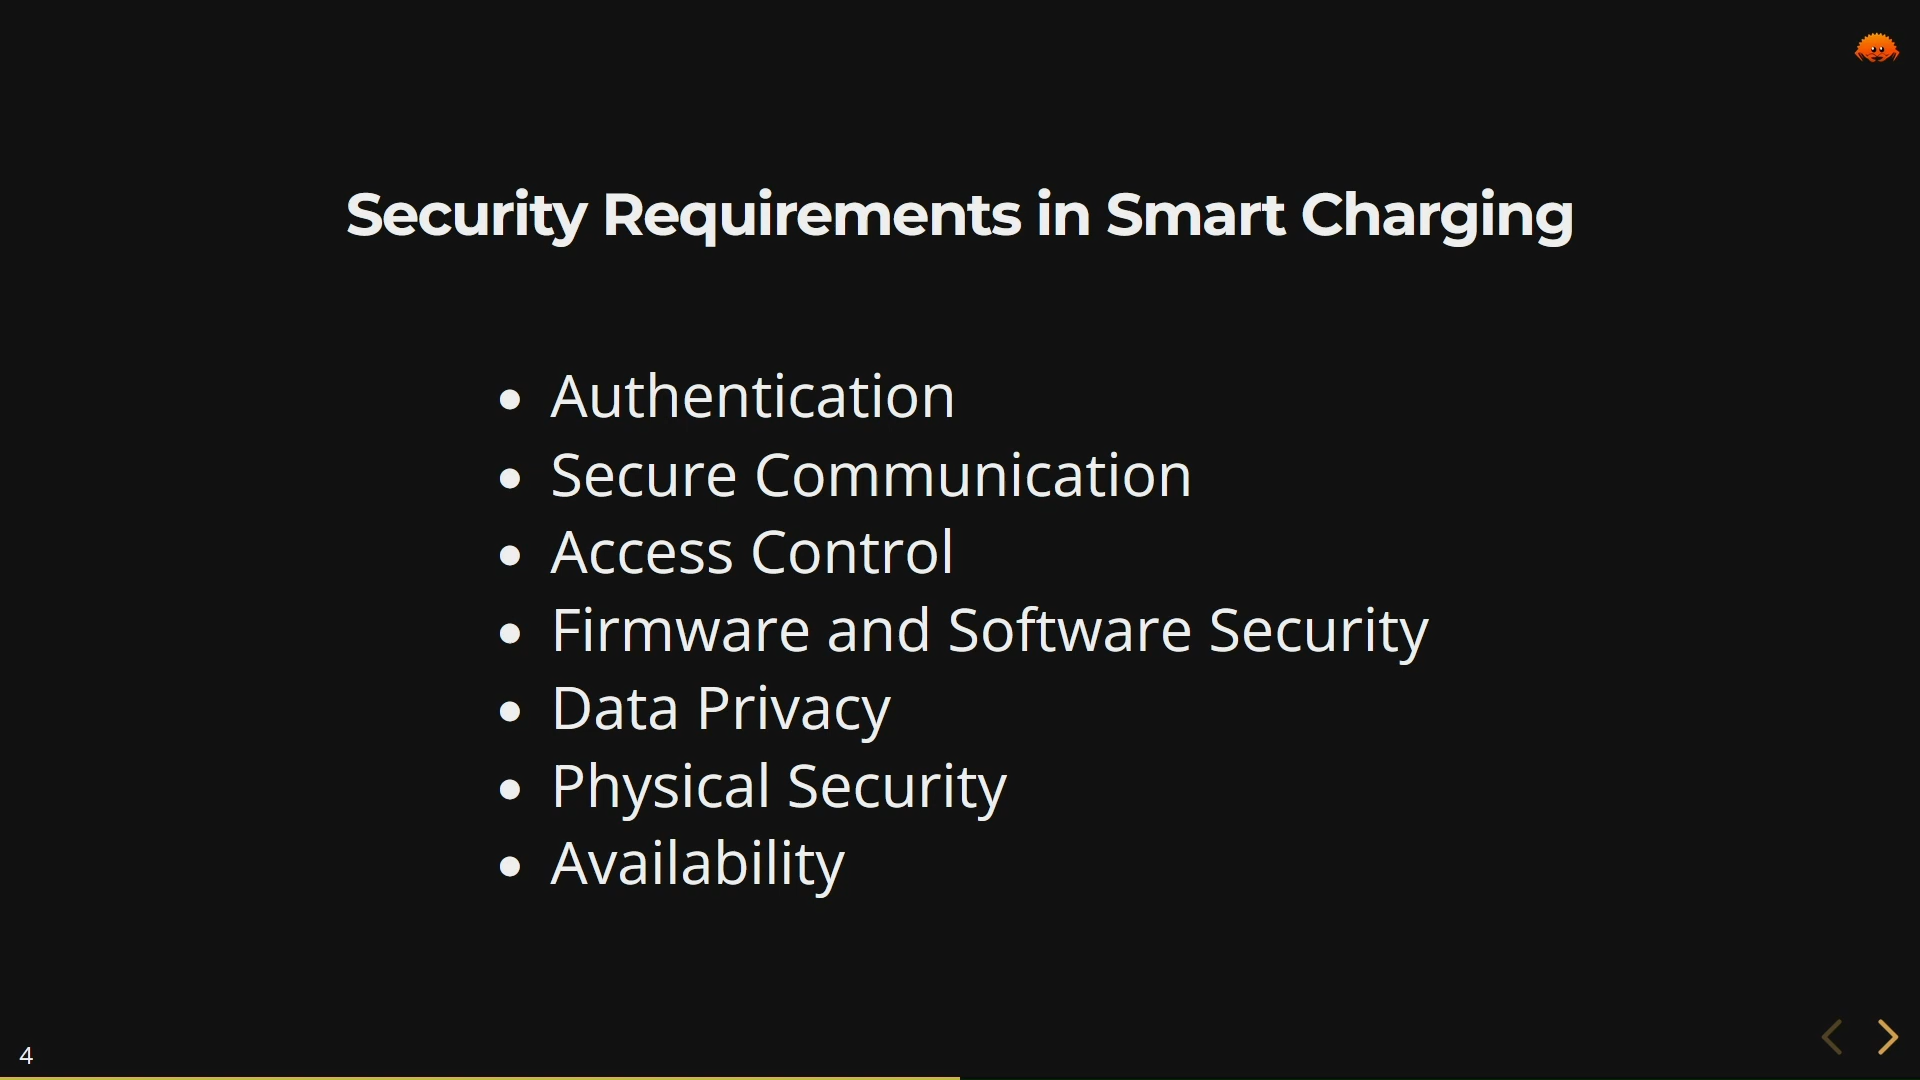 Security Requirements in Smart Charging
• Authentication
• Secure Communication
• Access Control
• Firmware and Software Security
• Data Privacy
• Physical Security
• Availability
4